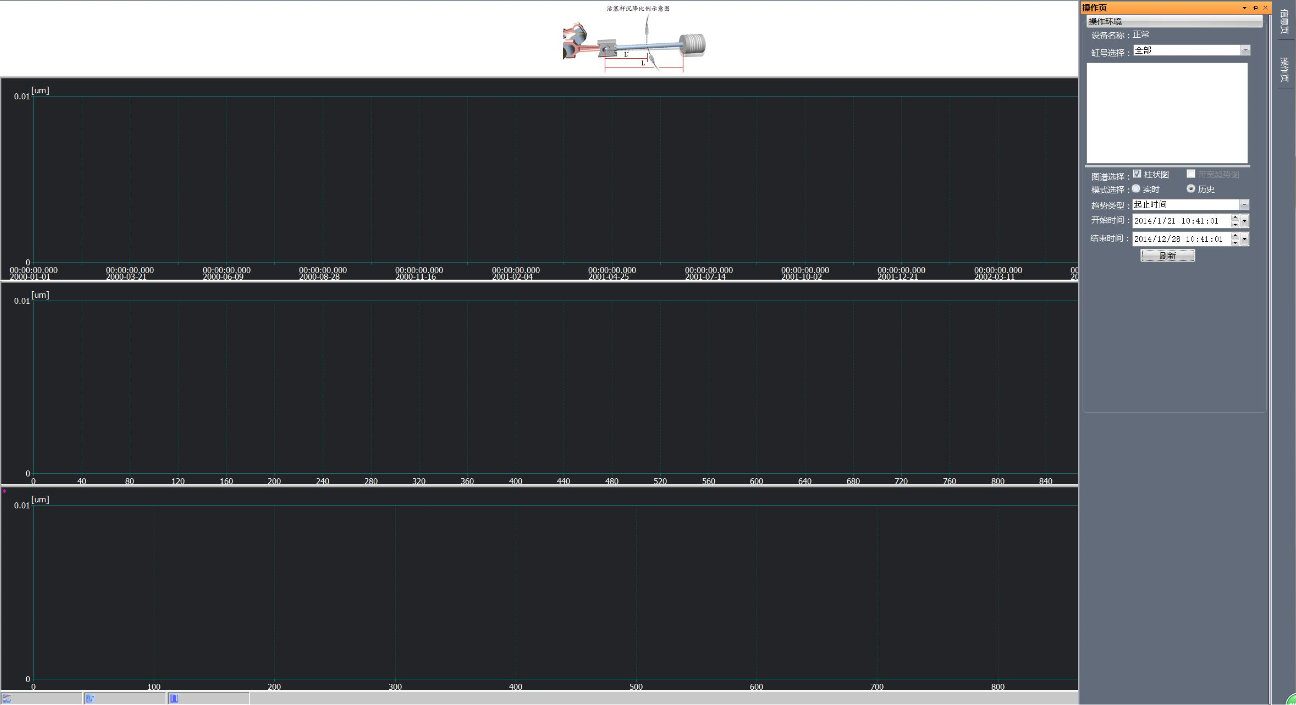 活塞杆沉降比例示意图
L'
L
[um]
0.01
0
00:00:00.000 00:00:00.000 00:00:00.000 00:00:00.000 00:00:00.000 00:00:00.000 00:00:00.000 00:00:00.000 00:00:00.000 00:00:00.000 00
2000-01-01 2000-03-21 2000-06-09 2000-08-28 2000-11-16 2001-02-04 2001-04-25 2001-07-14 2001-10-02 2001-12-21 2002-03-11 20
[um]
0.01
0
0 40 80 120 160 200 240 280 320 360 400 440 480 520 560 600 640 680 720 760 800 840
*
[um]
0.01
0
0 100 200 300 400 500 600 700 800
操作页
操作环境
设备名称：正常
缸号选择：全部
图谱选择： 柱状图
模式选择： 实时 历史
趋势类型： 起止时间
开始时间： 2014/1/21 10:41:01
结束时间： 2014/12/28 10:41:01
刷新
信息页
操作页